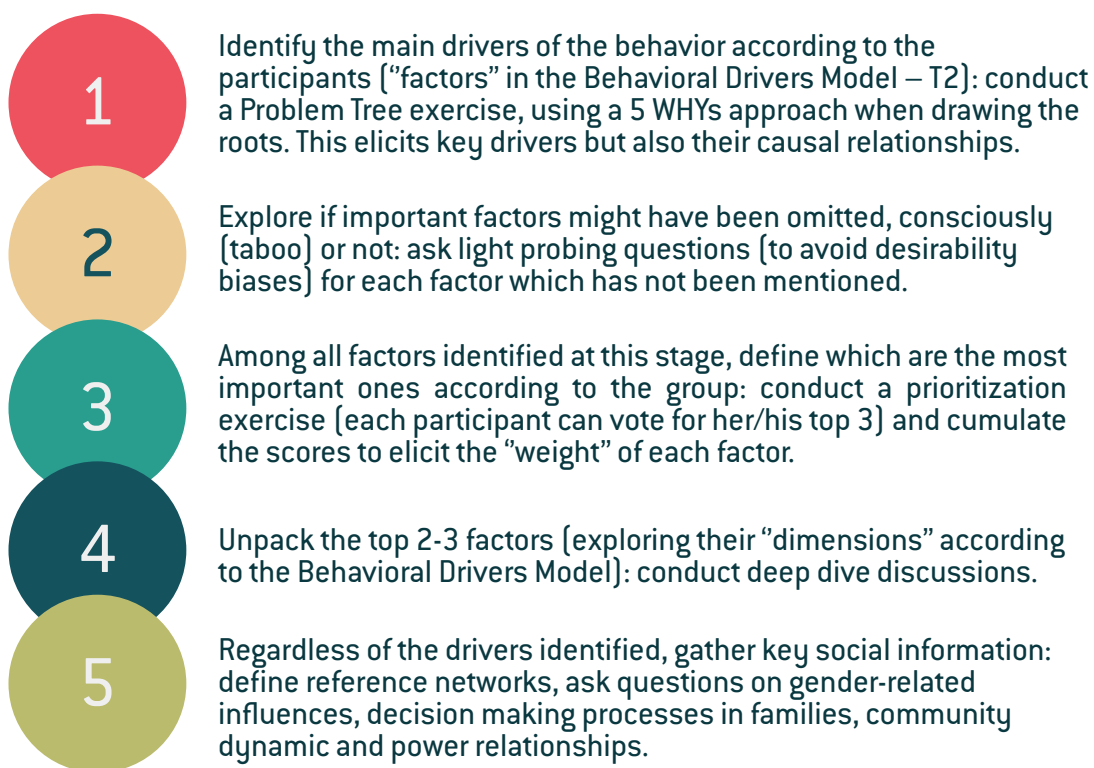 1
Identify the main drivers of the behavior according to the
participants (“factors” in the Behavioral Drivers Model – T2): conduct
a Problem Tree exercise, using a 5 WHYs approach when drawing the
roots. This elicits key drivers but also their causal relationships.
2
Explore if important factors might have been omitted, consciously
(taboo) or not: ask light probing questions (to avoid desirability
biases) for each factor which has not been mentioned.
3
Among all factors identified at this stage, define which are the most
important ones according to the group: conduct a prioritization
exercise (each participant can vote for her/his top 3) and cumulate
the scores to elicit the “weight” of each factor.
4
Unpack the top 2-3 factors (exploring their “dimensions” according
to the Behavioral Drivers Model): conduct deep dive discussions.
5
Regardless of the drivers identified, gather key social information:
define reference networks, ask questions on gender-related
influences, decision making processes in families, community
dynamic and power relationships.